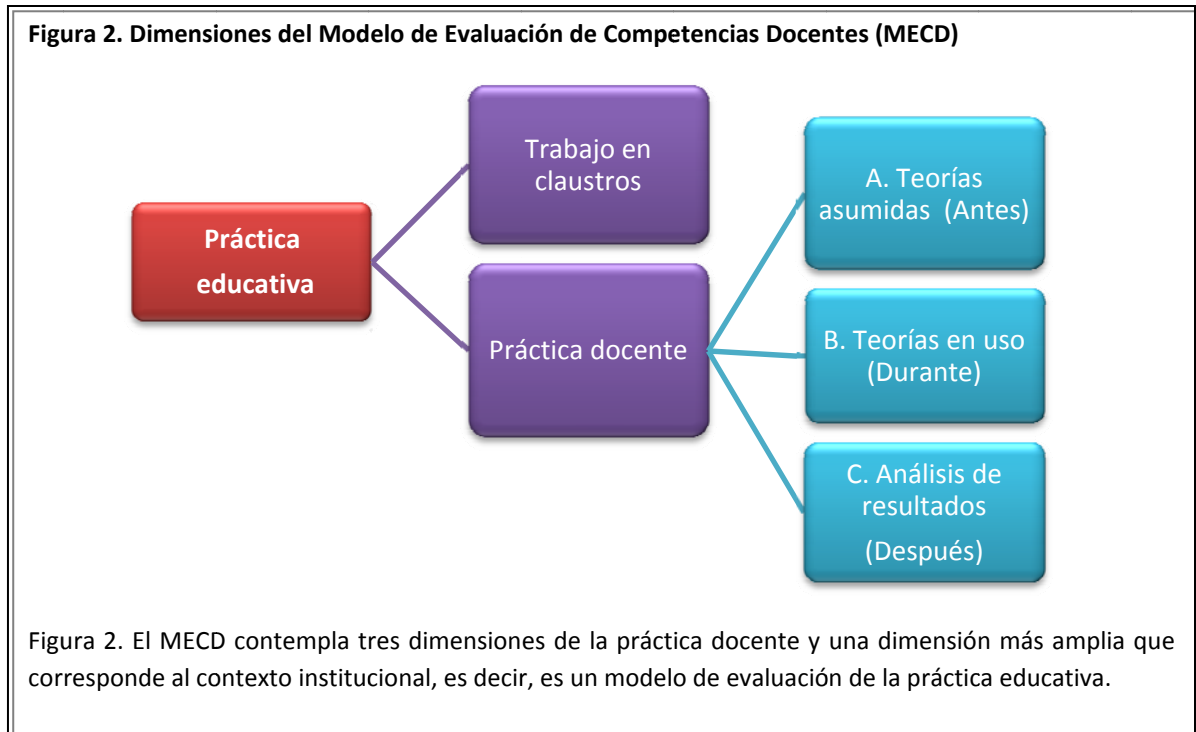 Figura 2. Dimensiones del Modelo de Evaluación de Competencias Docentes (MECD)
Práctica
educativa
Trabajo en
claustros
Práctica docente
A. Teorías
asumidas (Antes)
B. Teorías en uso
(Durante)
C. Análisis de
resultados
(Después)
Figura 2. El MECD contempla tres dimensiones de la práctica docente y una dimensión más amplia que
corresponde al contexto institucional, es decir, es un modelo de evaluación de la práctica educativa.